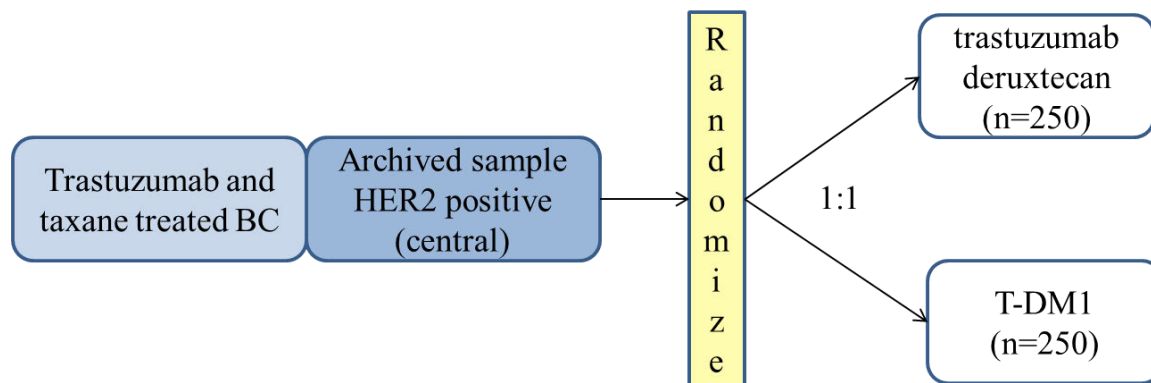 Trastuzumab and
taxane treated BC
Archived sample
HER2 positive
(central)
R
a
n
d
o
m
i
z
e
1:1
trastuzumab
deruxtecan
(n=250)
T-DM1
(n=250)